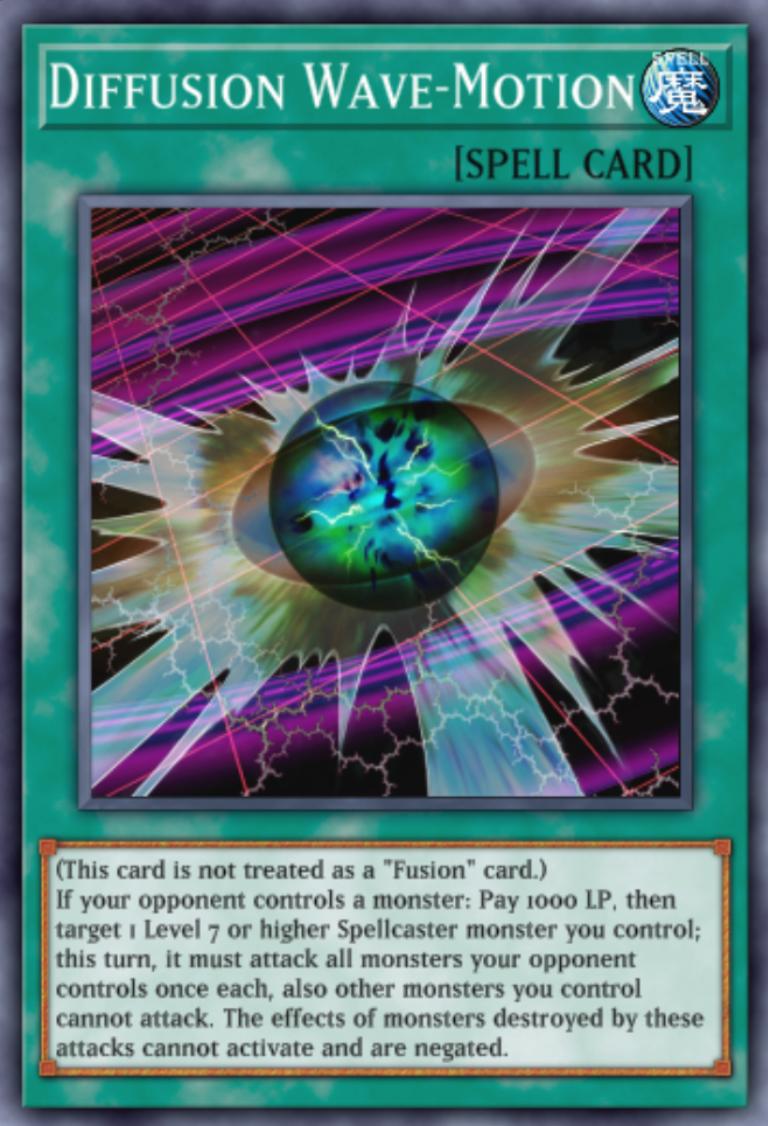 DIFFUSION WAVE-MOTION
SPELL
魔
[SPELL CARD]
(This card is not treated as a "Fusion" card.)
If your opponent controls a monster: Pay 1000 LP, then
target 1 Level 7 or higher Spellcaster monster you control;
this turn, it must attack all monsters your opponent
controls once each, also other monsters you control
cannot attack. The effects of monsters destroyed by these
attacks cannot activate and are negated.